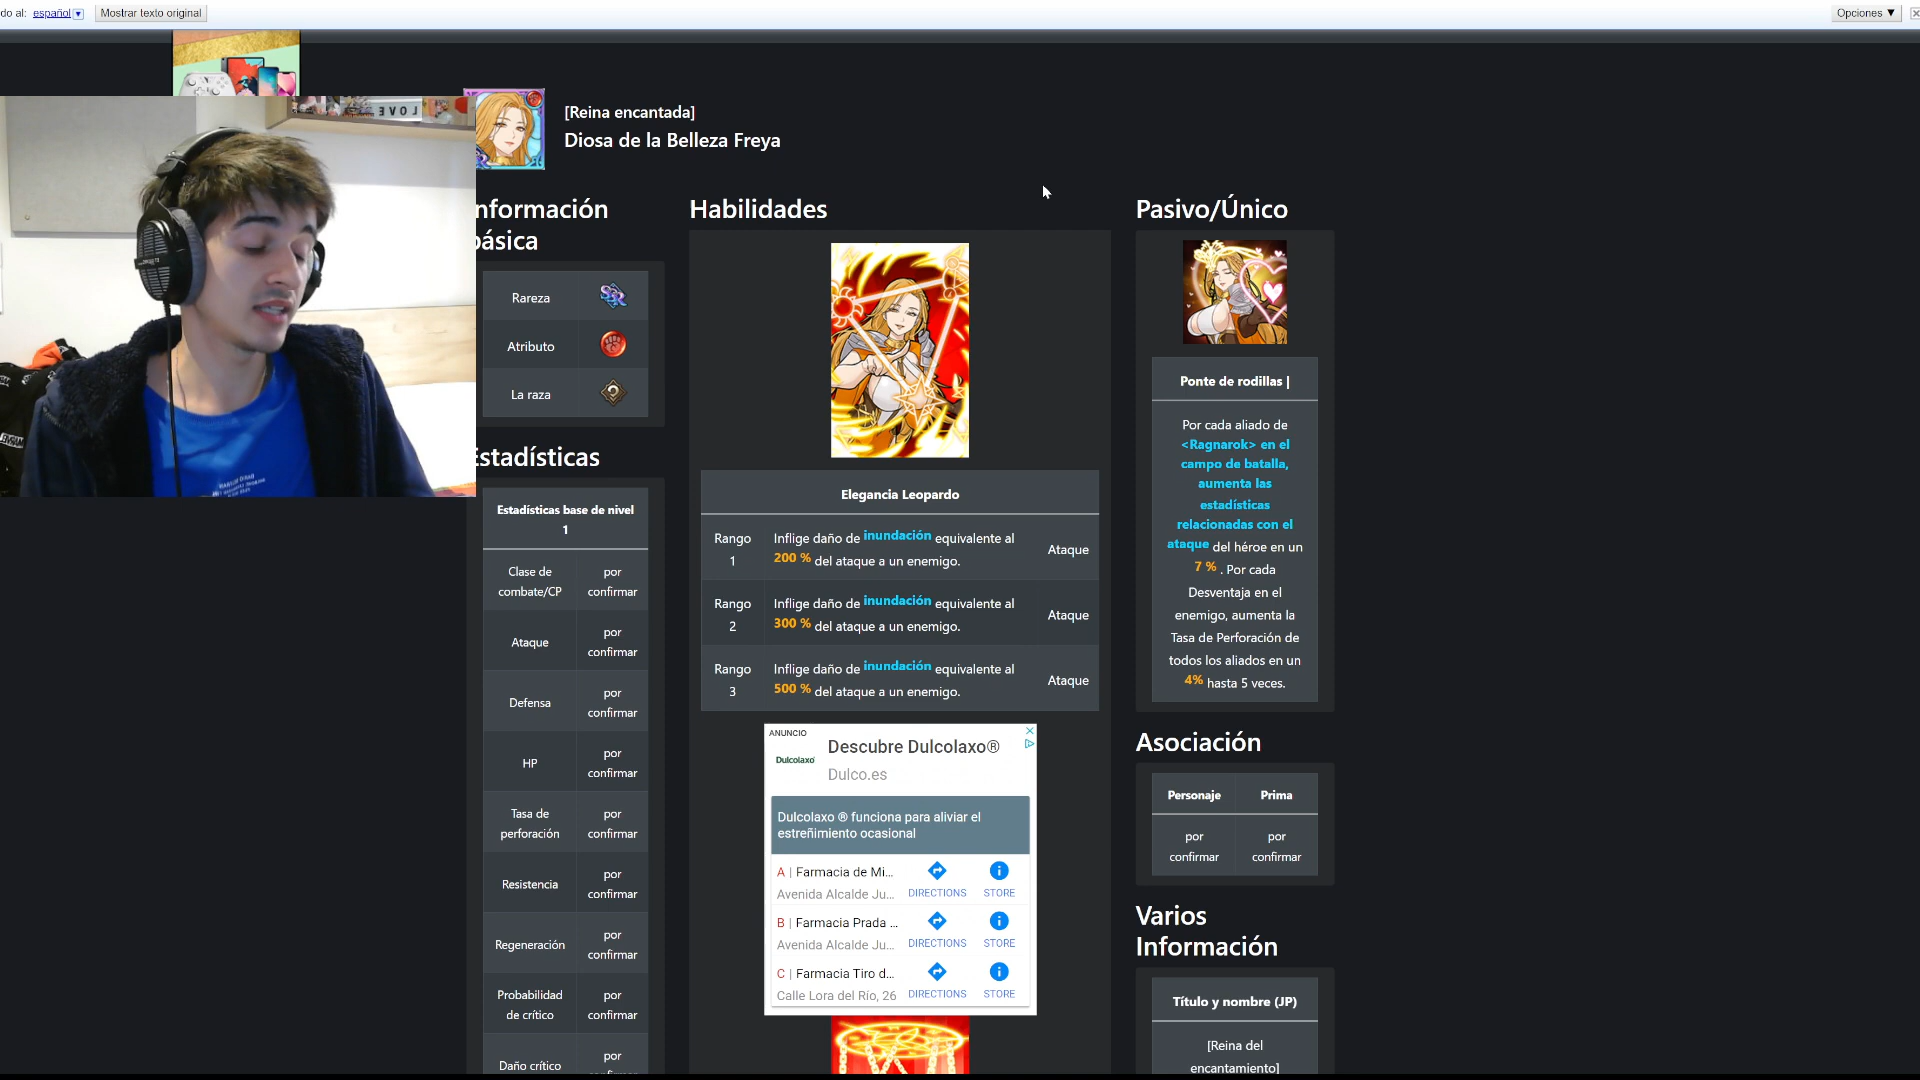 do al: español
Mostrar texto original
Opciones ▼
LOVE
[Reina encantada]
Diosa de la Belleza Freya
nformación
básica
Rareza
Atributo
La raza
Estadísticas
Estadísticas base de nivel
1
Clase de
combate/CP
por
confirmar
Ataque
por
confirmar
Defensa
por
confirmar
HP
por
confirmar
Tasa de
perforación
por
confirmar
Resistencia
por
confirmar
Regeneración
por
confirmar
Probabilidad
de crítico
por
confirmar
Daño crítico
por
Habilidades
Elegancia Leopardo
Rango
1
Inflige daño de inundación equivalente al
200 % del ataque a un enemigo.
Ataque
Rango
2
Inflige daño de inundación equivalente al
300 % del ataque a un enemigo.
Ataque
Rango
3
Inflige daño de inundación equivalente al
500 % del ataque a un enemigo.
Ataque
ANUNCIO
Dulcolaxo
Descubre Dulcolaxo®
Dulco.es
Dulcolaxo ® funciona para aliviar el
estreñimiento ocasional
A | Farmacia de Mi...
Avenida Alcalde Ju...
DIRECTIONS
STORE
B | Farmacia Prada ...
Avenida Alcalde Ju...
DIRECTIONS
STORE
C | Farmacia Tiro d...
Calle Lora del Río, 26
DIRECTIONS
STORE
Pasivo/Único
Ponte de rodillas |
Por cada aliado de
<Ragnarok> en el
campo de batalla,
aumenta las
estadísticas
relacionadas con el
ataque del héroe en un
7 % . Por cada
Desventaja en el
enemigo, aumenta la
Tasa de Perforación de
todos los aliados en un
4% hasta 5 veces.
Asociación
Personaje
Prima
por
confirmar
por
confirmar
Varios
Información
Título y nombre (JP)
[Reina del
encantamiento]